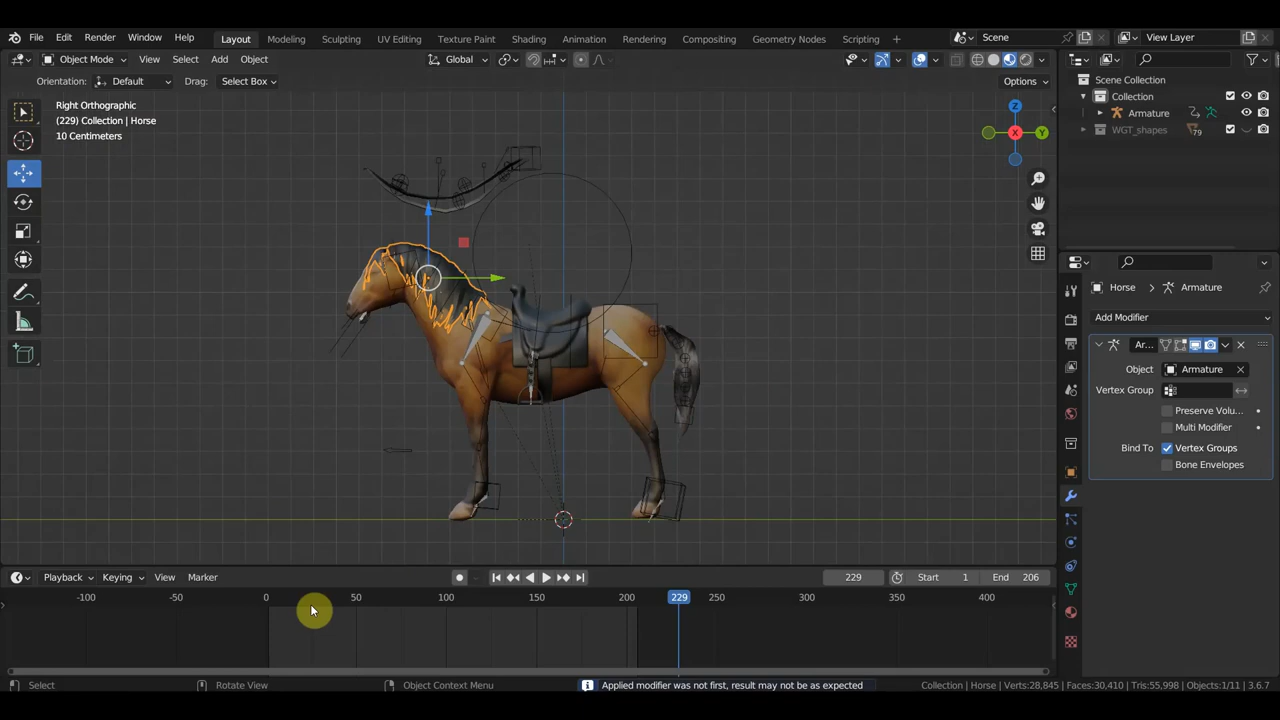 File Edit Render Window Help Layout Modeling Sculpting UV Editing Texture Paint Shading Animation Rendering Compositing Geometry Nodes Scripting + Scene View Layer
Object Mode View Select Add Object Global
Orientation: Default Drag: Select Box Options
Right Orthographic
(229) Collection | Horse
10 Centimeters
Z
X
Y
Scene Collection
Collection
Armature
WGT_shapes 79
Horse Armature
Add Modifier
Ar...
Object Armature
Vertex Group
Preserve Volu...
Multi Modifier
Bind To Vertex Groups
Bone Envelopes
Playback Keying View Marker 229 Start 1 End 206
-100 -50 0 50 100 150 200 229 250 300 350 400
Select Rotate View Object Context Menu Applied modifier was not first, result may not be as expected Collection | Horse | Verts:28,845 | Faces:30,410 | Tris:55,998 | Objects:1/11 | 3.6.7